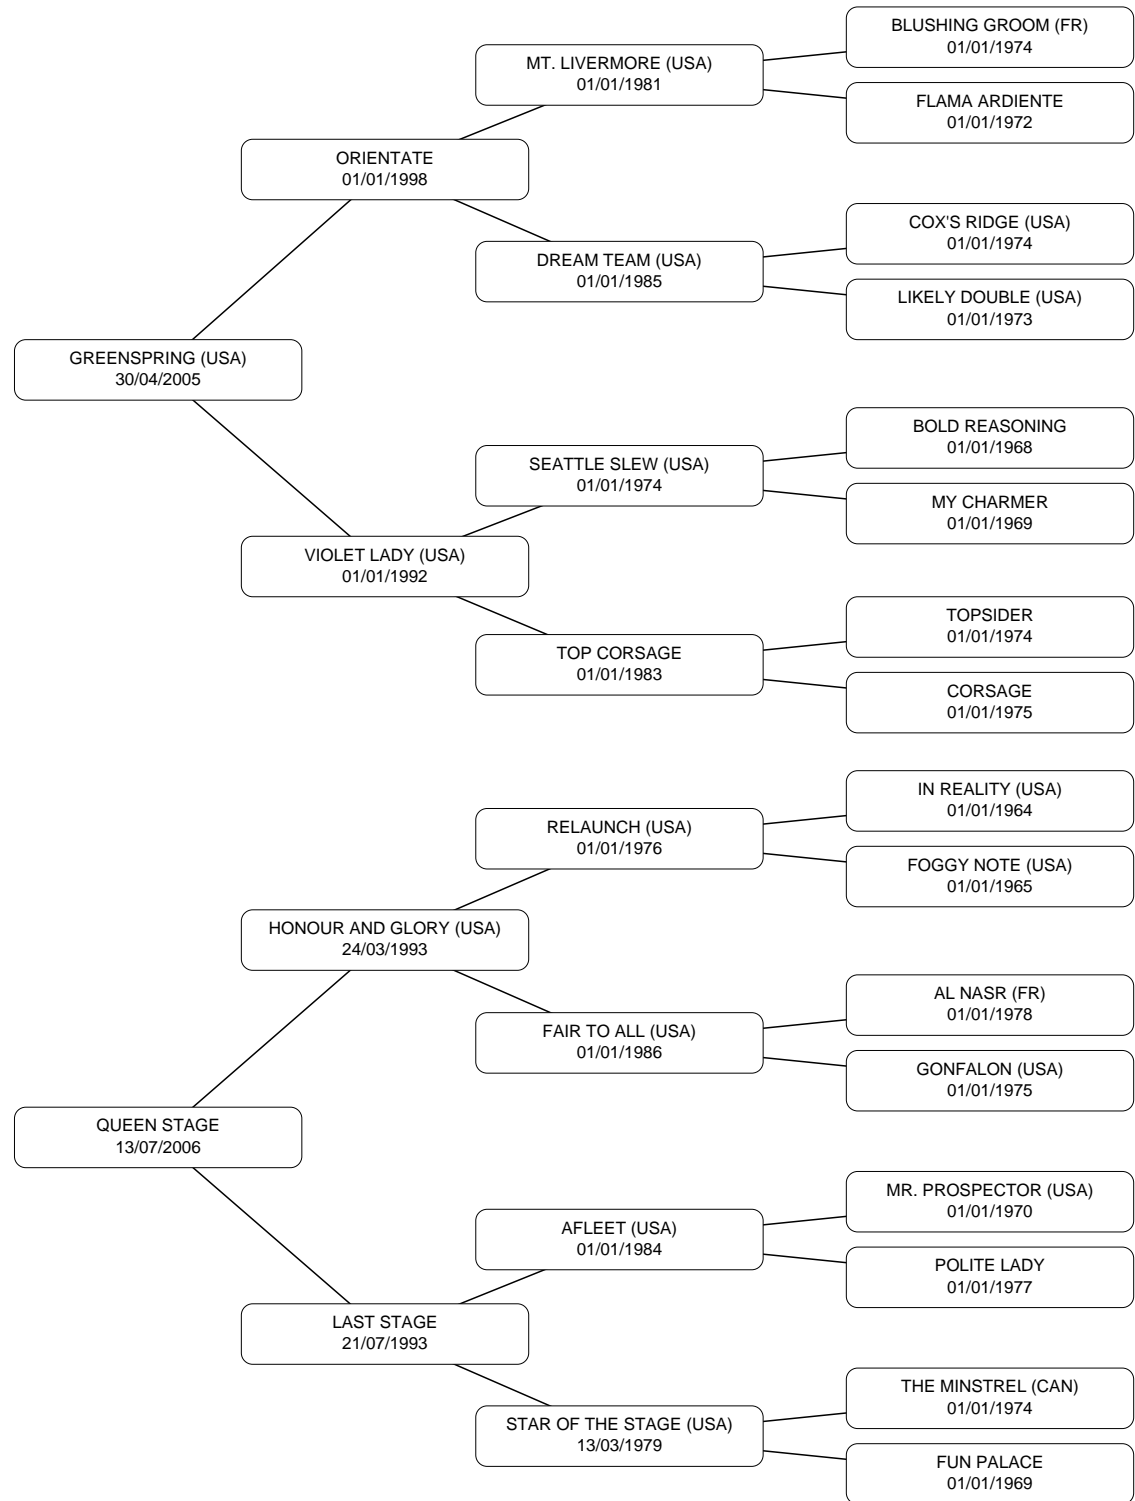 BLUSHING GROOM (FR)
01/01/1974
MT. LIVERMORE (USA)
01/01/1981
FLAMA ARDIENTE
01/01/1972
ORIENTATE
01/01/1998
COX'S RIDGE (USA)
01/01/1974
DREAM TEAM (USA)
01/01/1985
LIKELY DOUBLE (USA)
01/01/1973
GREENSPRING (USA)
30/04/2005
BOLD REASONING
01/01/1968
SEATTLE SLEW (USA)
01/01/1974
MY CHARMER
01/01/1969
VIOLET LADY (USA)
01/01/1992
TOPSIDER
01/01/1974
TOP CORSAGE
01/01/1983
CORSAGE
01/01/1975
IN REALITY (USA)
01/01/1964
RELAUNCH (USA)
01/01/1976
FOGGY NOTE (USA)
01/01/1965
HONOUR AND GLORY (USA)
24/03/1993
AL NASR (FR)
01/01/1978
FAIR TO ALL (USA)
01/01/1986
GONFALON (USA)
01/01/1975
QUEEN STAGE
13/07/2006
MR. PROSPECTOR (USA)
01/01/1970
AFLEET (USA)
01/01/1984
POLITE LADY
01/01/1977
LAST STAGE
21/07/1993
THE MINSTREL (CAN)
01/01/1974
STAR OF THE STAGE (USA)
13/03/1979
FUN PALACE
01/01/1969